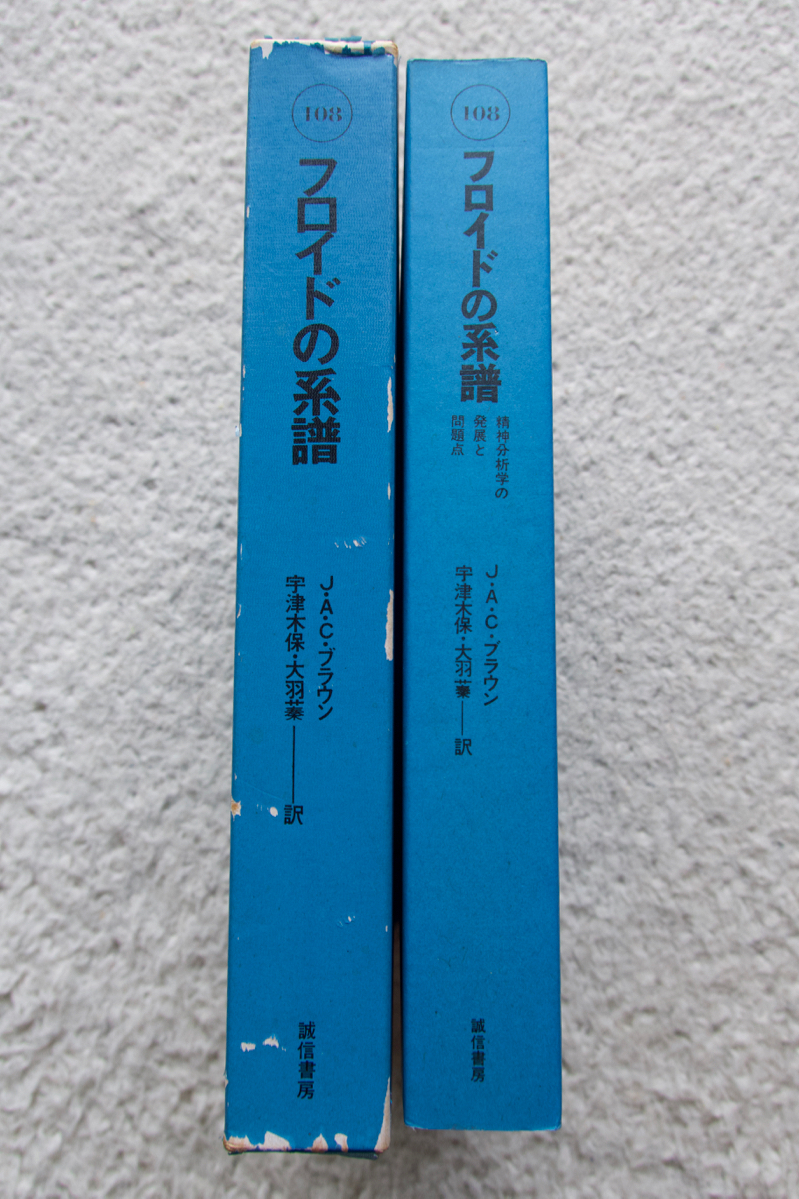 108
フロイドの系譜
J・A・C・ブラウン
宇津木保・大羽蓁──訳
誠信書房
108
フロイドの系譜
精神分析学の
発展と
問題点
J・A・C・ブラウン
宇津木保・大羽蓁──訳
誠信書房